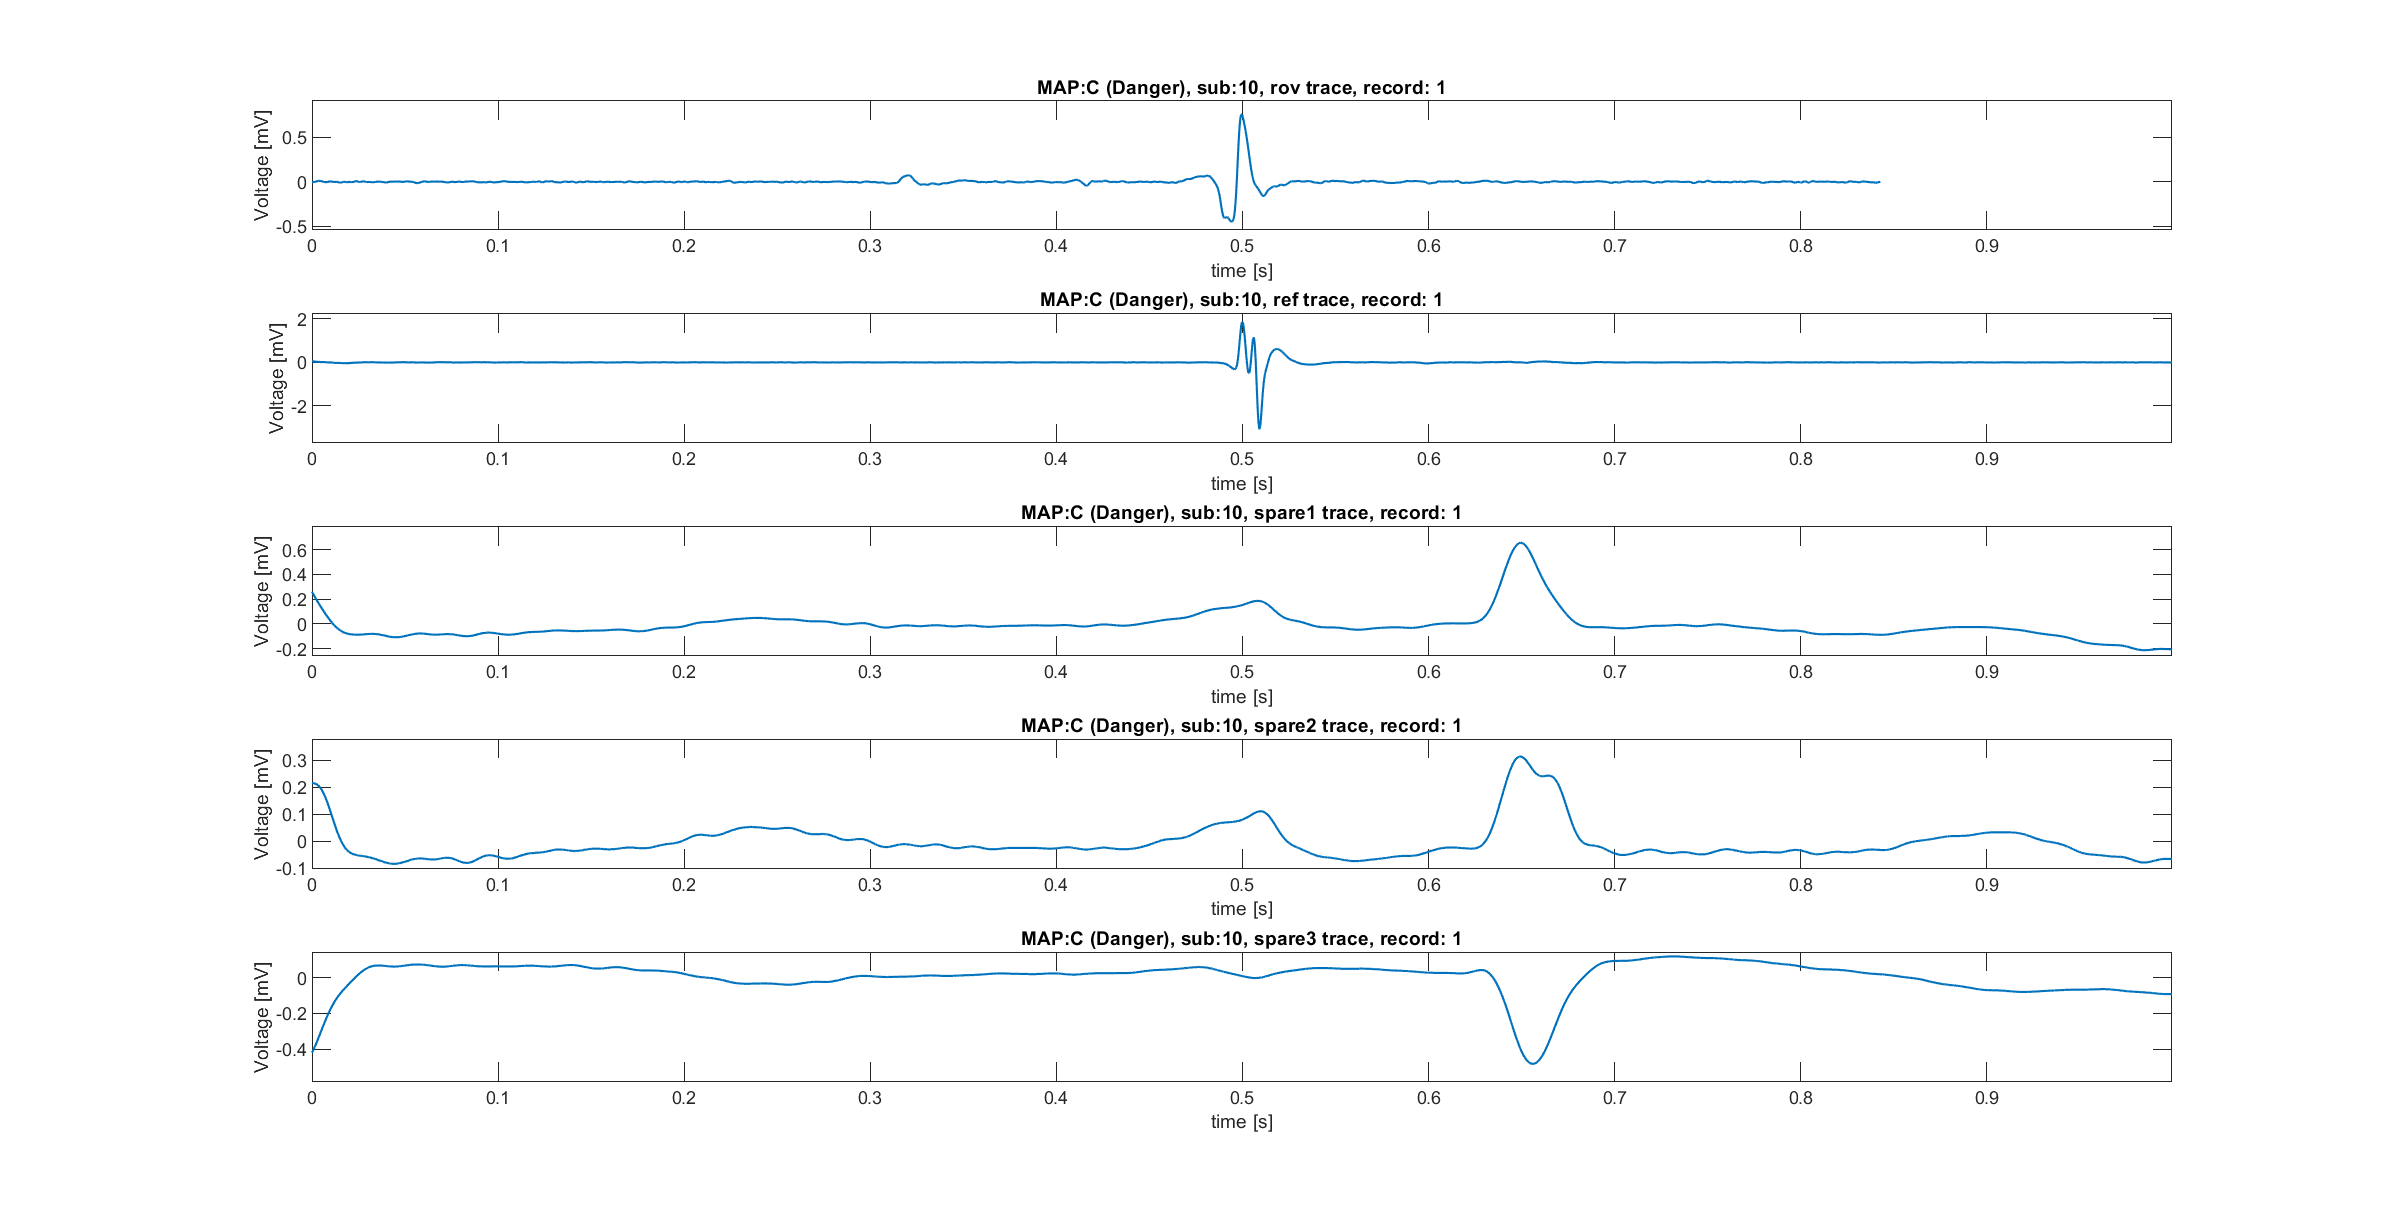 MAP:C (Danger), sub:10, rov trace, record: 1
Voltage [mV]
0.5
0
-0.5
0 0.1 0.2 0.3 0.4 0.5 0.6 0.7 0.8 0.9
time [s]
MAP:C (Danger), sub:10, ref trace, record: 1
Voltage [mV]
2
0
-2
0 0.1 0.2 0.3 0.4 0.5 0.6 0.7 0.8 0.9
time [s]
MAP:C (Danger), sub:10, spare1 trace, record: 1
Voltage [mV]
0.6
0.4
0.2
0
-0.2
0 0.1 0.2 0.3 0.4 0.5 0.6 0.7 0.8 0.9
time [s]
MAP:C (Danger), sub:10, spare2 trace, record: 1
Voltage [mV]
0.3
0.2
0.1
0
-0.1
0 0.1 0.2 0.3 0.4 0.5 0.6 0.7 0.8 0.9
time [s]
MAP:C (Danger), sub:10, spare3 trace, record: 1
Voltage [mV]
0
-0.2
-0.4
0 0.1 0.2 0.3 0.4 0.5 0.6 0.7 0.8 0.9
time [s]